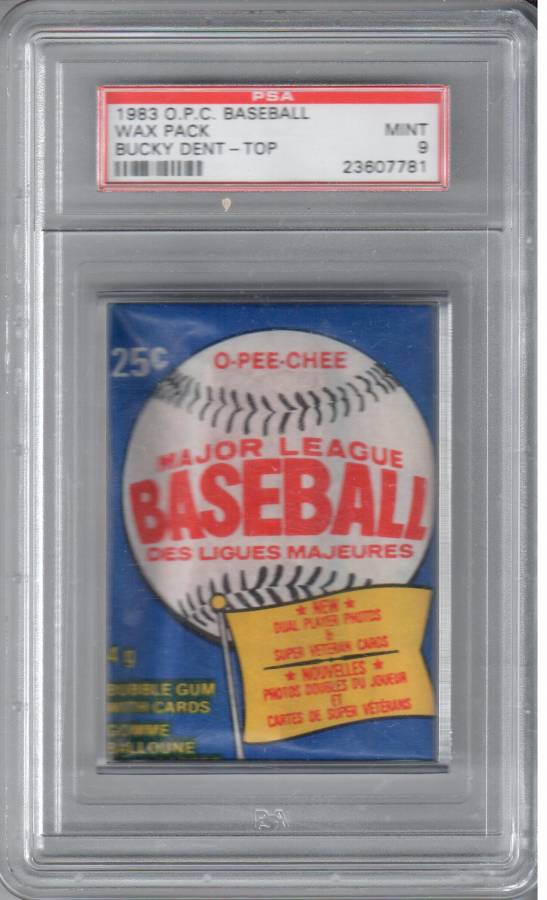 PSA
1983 O.P.C. BASEBALL
WAX PACK MINT
BUCKY DENT - TOP 9
23607781
25¢
O-PEE-CHEE
MAJOR LEAGUE
BASEBALL
DES LIGUES MAJEURES
★ NEW ★
DUAL PLAYER PHOTOS
&
SUPER VETERAN CARDS
★ NOUVELLES ★
PHOTOS DOUBLES DU JOUEUR
ET
CARTES DE SUPER VETÉRANS
4 g
BUBBLE GUM
WITH CARDS
GOMME
BALLOUNE
PSA